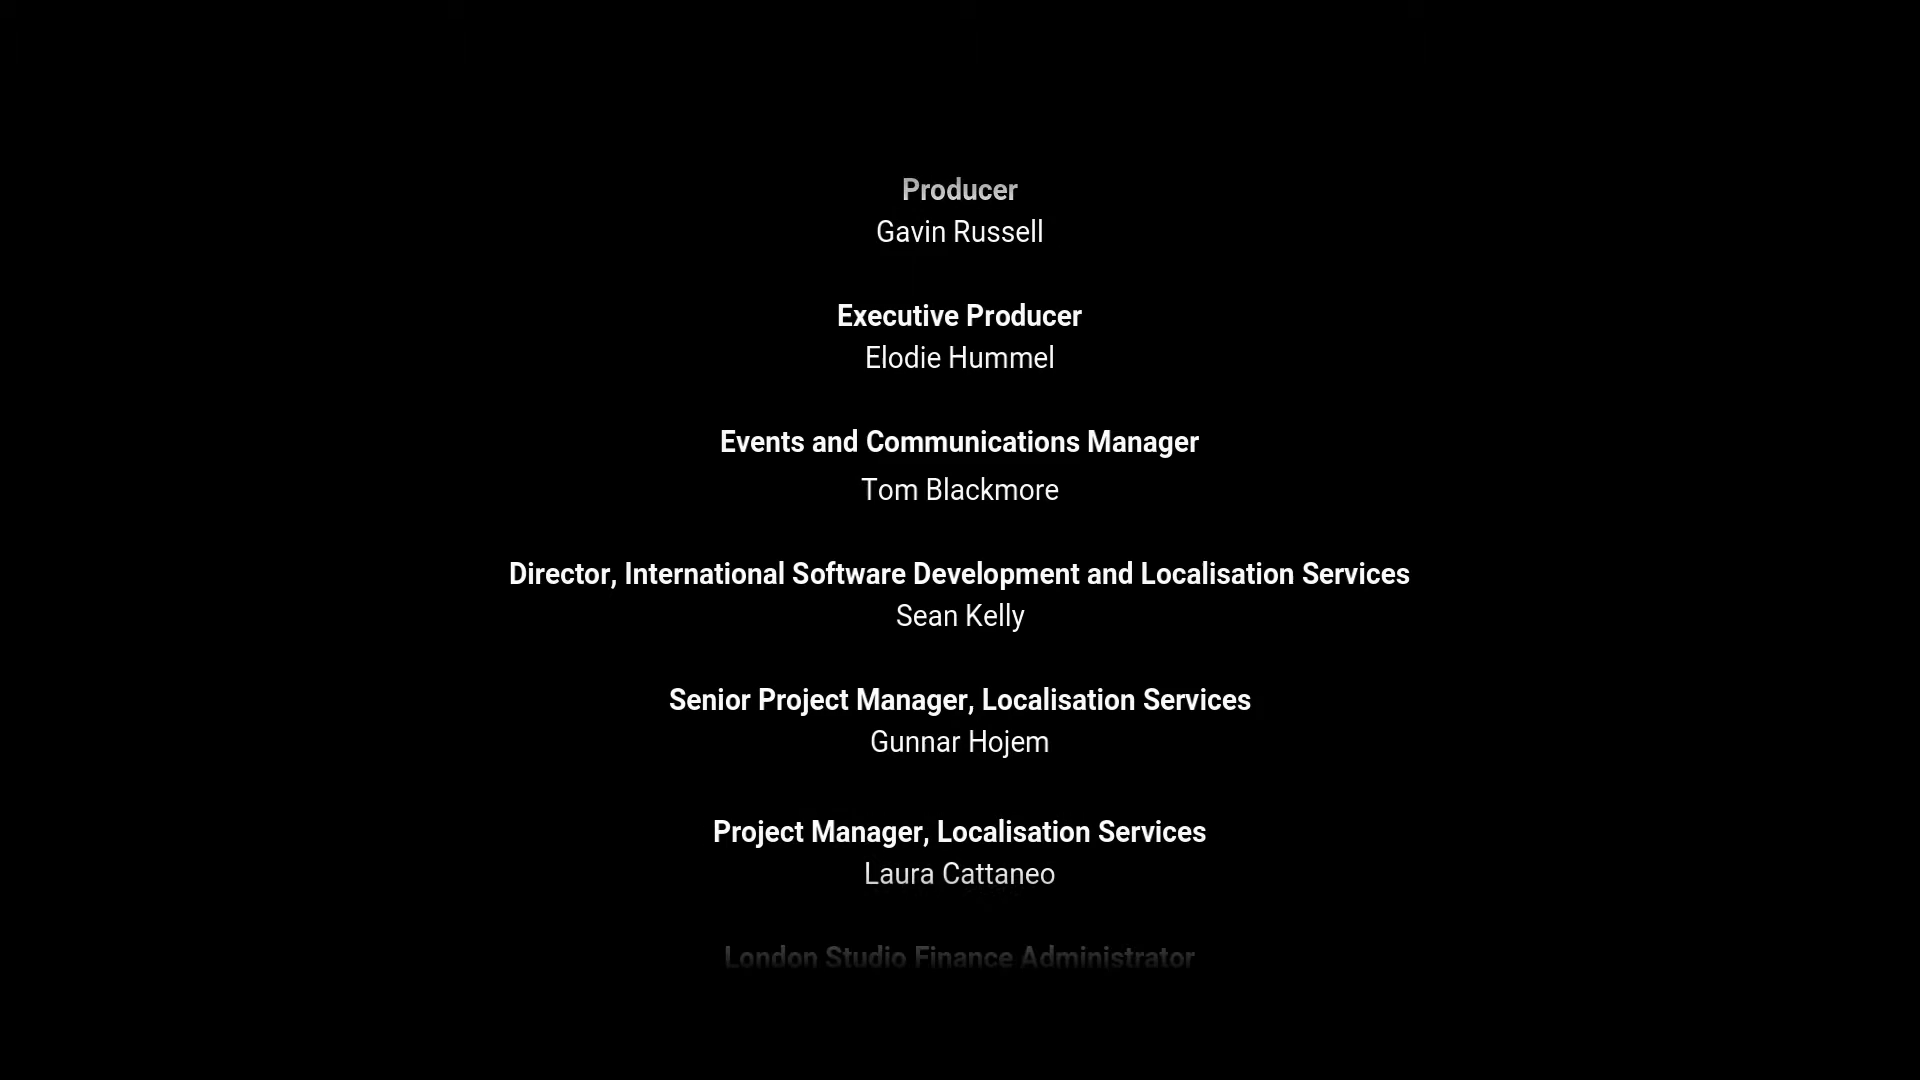 Producer
Gavin Russell
Executive Producer
Elodie Hummel
Events and Communications Manager
Tom Blackmore
Director, International Software Development and Localisation Services
Sean Kelly
Senior Project Manager, Localisation Services
Gunnar Hojem
Project Manager, Localisation Services
Laura Cattaneo
London Studio Finance Administrator